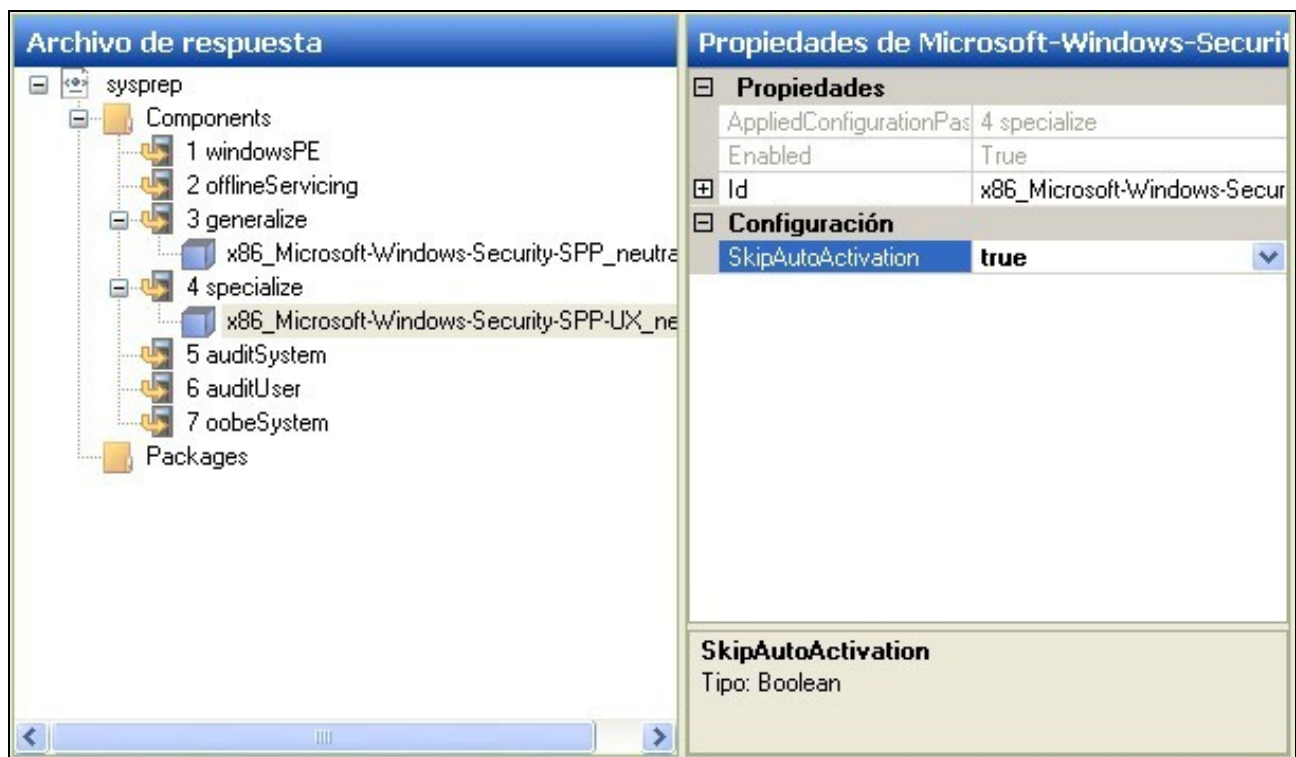 Archivo de respuesta
sysprep
Components
1 windowsPE
2 offlineServicing
3 generalize
x86_Microsoft-Windows-Security-SPP_neutra
4 specialize
x86_Microsoft-Windows-Security-SPP-UX_ne
5 auditSystem
6 auditUser
7 oobeSystem
Packages
Propiedades de Microsoft-Windows-Securit
Propiedades
AppliedConfigurationPas 4 specialize
Enabled True
Id x86_Microsoft-Windows-Secur
Configuración
SkipAutoActivation true
SkipAutoActivation
Tipo: Boolean